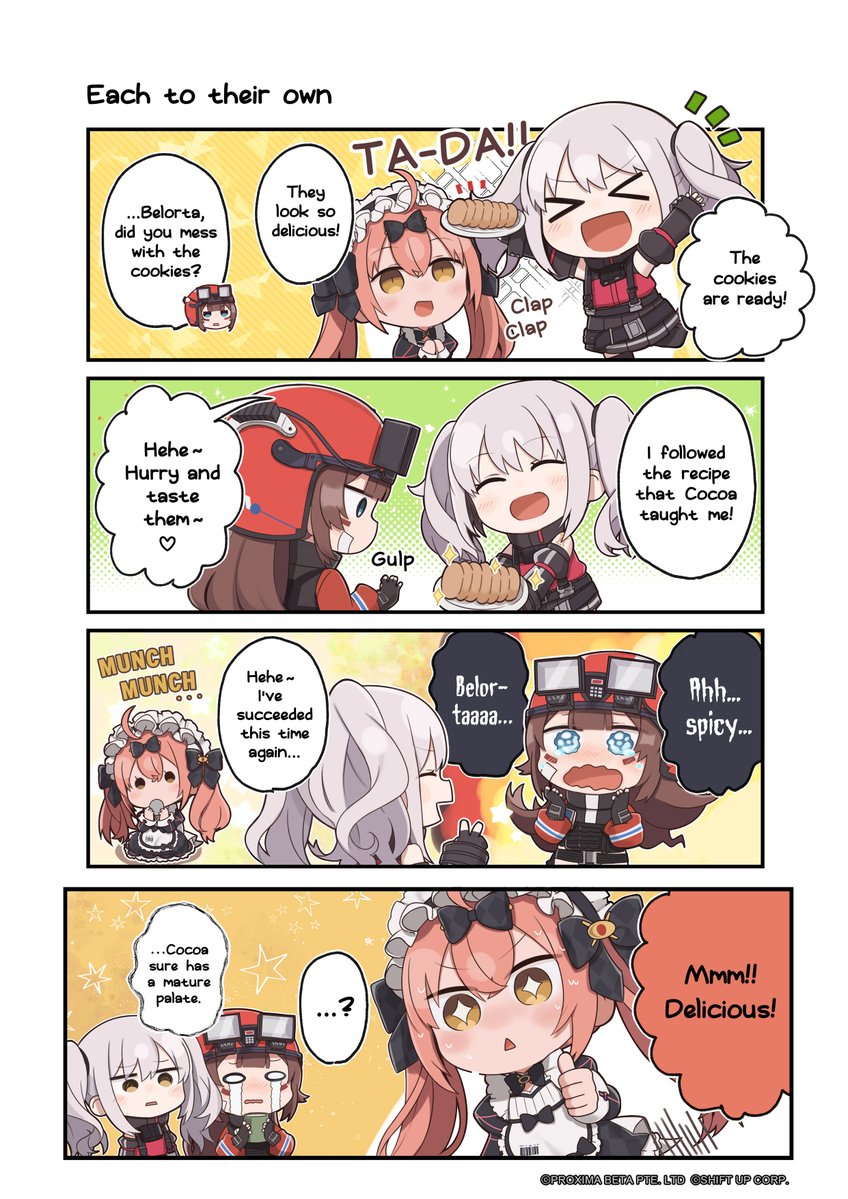 Each to their own
TA-DA!!
The
cookies
are ready!
They
look so
delicious!
Clap
Clap
...Belorta,
did you mess
with the
cookies?
I followed
the recipe
that Cocoa
taught me!
Gulp
Hehe~
Hurry and
taste
them~
♡
Ahh...
spicy...
Belor-
taaaa...
Hehe~
I've
succeeded
this time
again...
MUNCH
MUNCH...
Mmm!!
Delicious!
...?
...Cocoa
sure has
a mature
palate.
©PROXIMA BETA PTE. LTD ©SHIFT UP CORP.